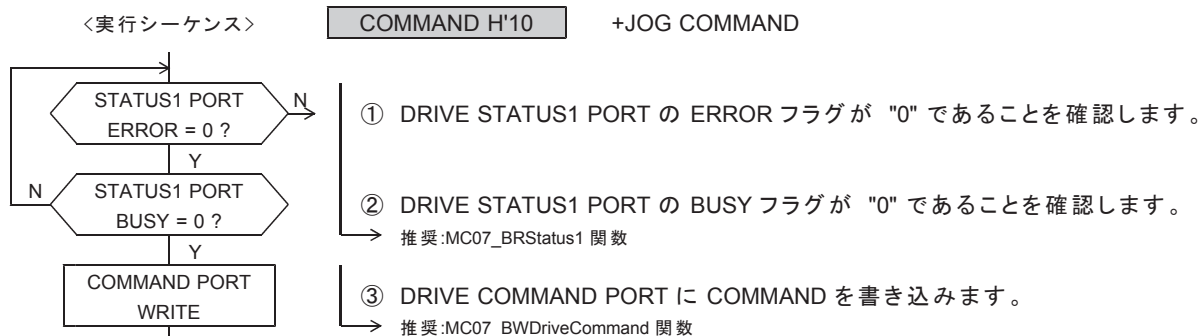 <実行シーケンス>
COMMAND H'10
+JOG COMMAND
STATUS1 PORT
ERROR = 0 ?
N
Y
① DRIVE STATUS1 PORT の ERROR フラグが "0" であることを確認します。
N
STATUS1 PORT
BUSY = 0 ?
Y
② DRIVE STATUS1 PORT の BUSY フラグが "0" であることを確認します。
推奨:MC07_BRStatus1 関数
COMMAND PORT
WRITE
③ DRIVE COMMAND PORT に COMMAND を書き込みます。
推奨:MC07_BWDriveCommand 関数